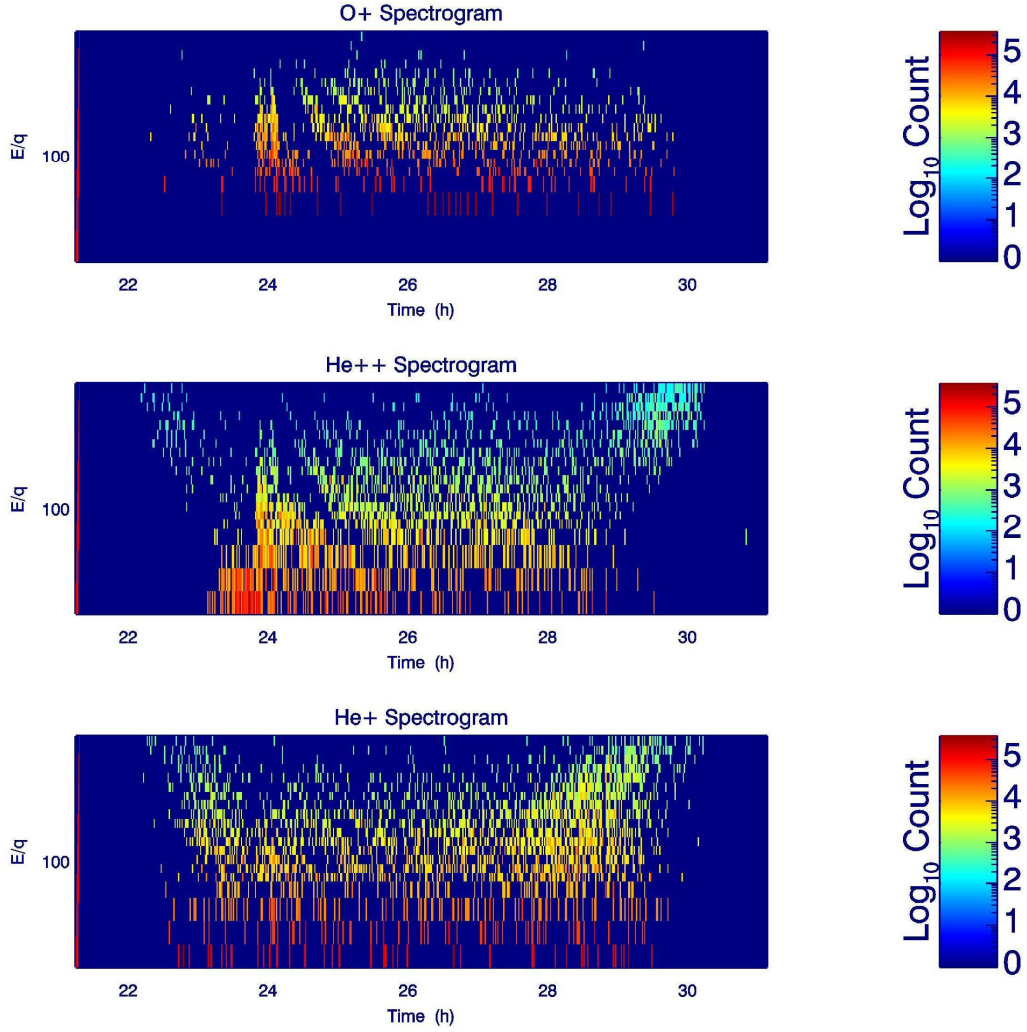 O+ Spectrogram
E/q
100
22 24 26 28 30
Time (h)
Log10 Count
5
4
3
2
1
0
He++ Spectrogram
E/q
100
22 24 26 28 30
Time (h)
Log10 Count
5
4
3
2
1
0
He+ Spectrogram
E/q
100
22 24 26 28 30
Time (h)
Log10 Count
5
4
3
2
1
0